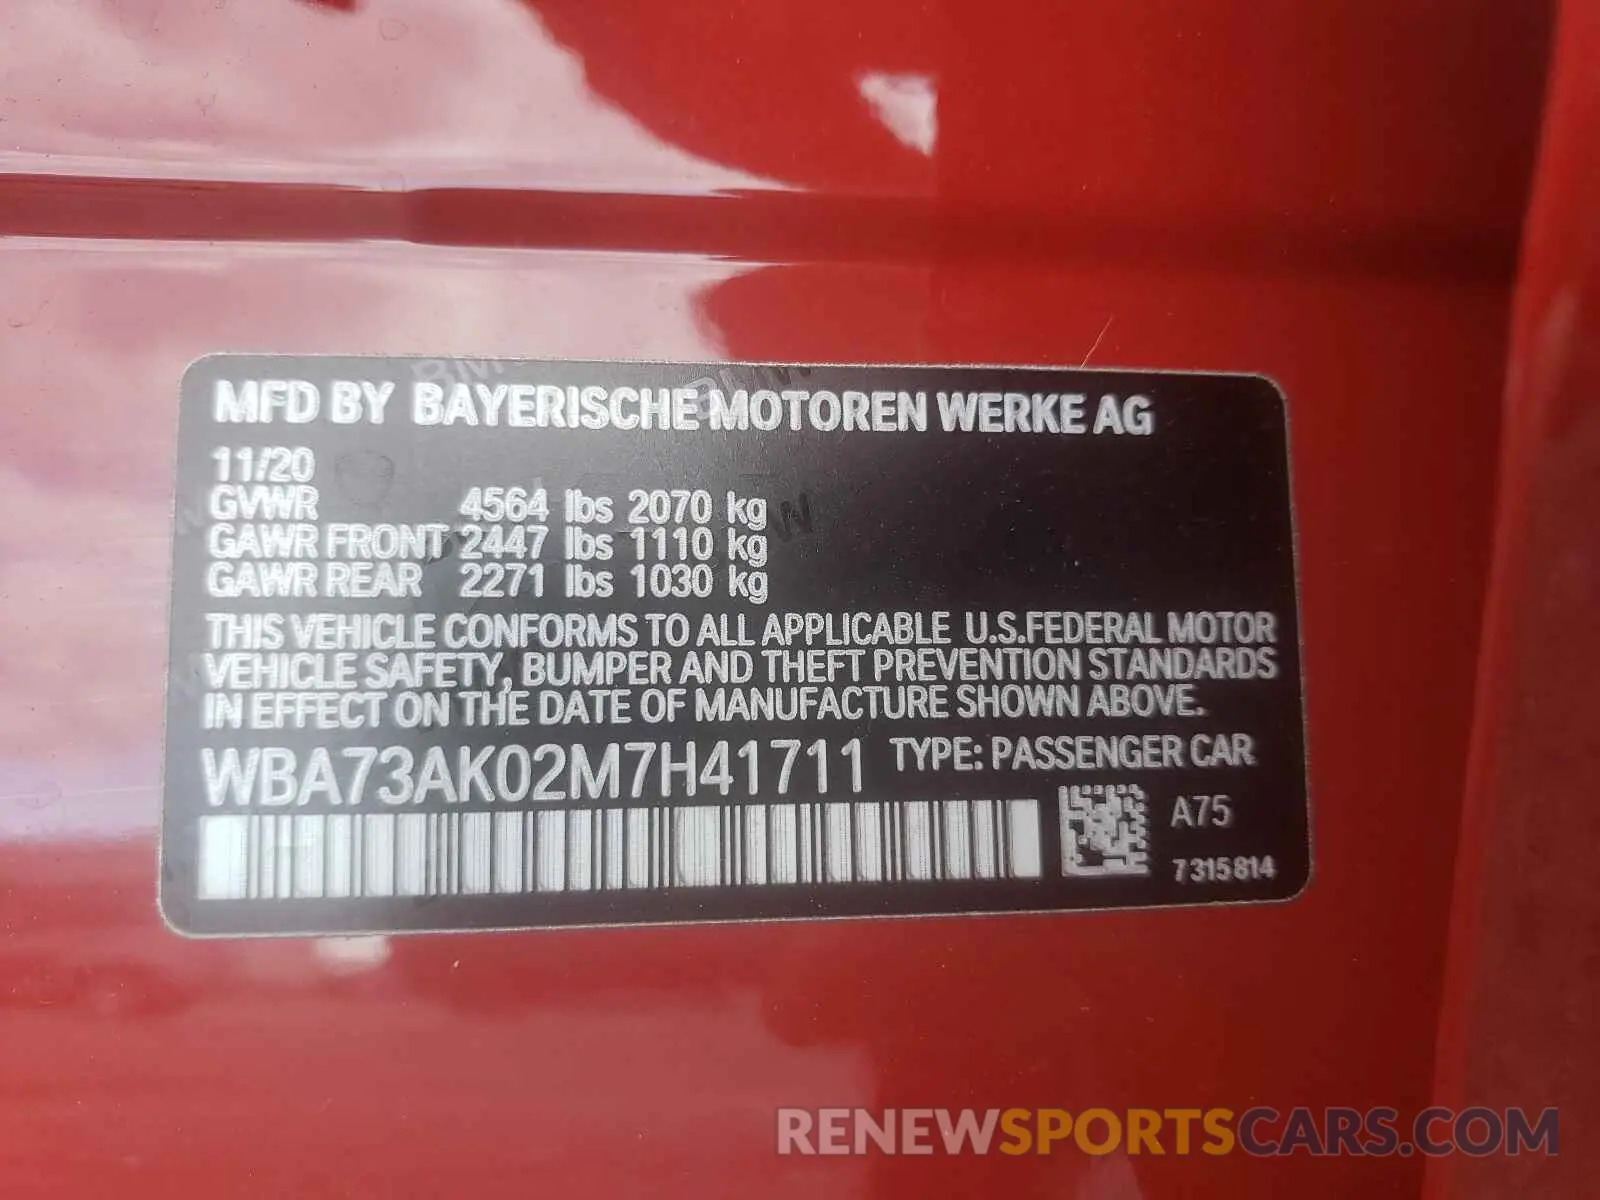 MFD BY BAYERISCHE MOTOREN WERKE AG
11/20
GVWR 4564 lbs 2070 kg
GAWR FRONT 2447 lbs 1110 kg
GAWR REAR 2271 lbs 1030 kg
THIS VEHICLE CONFORMS TO ALL APPLICABLE U.S.FEDERAL MOTOR
VEHICLE SAFETY, BUMPER AND THEFT PREVENTION STANDARDS
IN EFFECT ON THE DATE OF MANUFACTURE SHOWN ABOVE.
WBA73AK02M7H41711 TYPE: PASSENGER CAR
A75
7315814
RENEWSPORTSCARS.COM